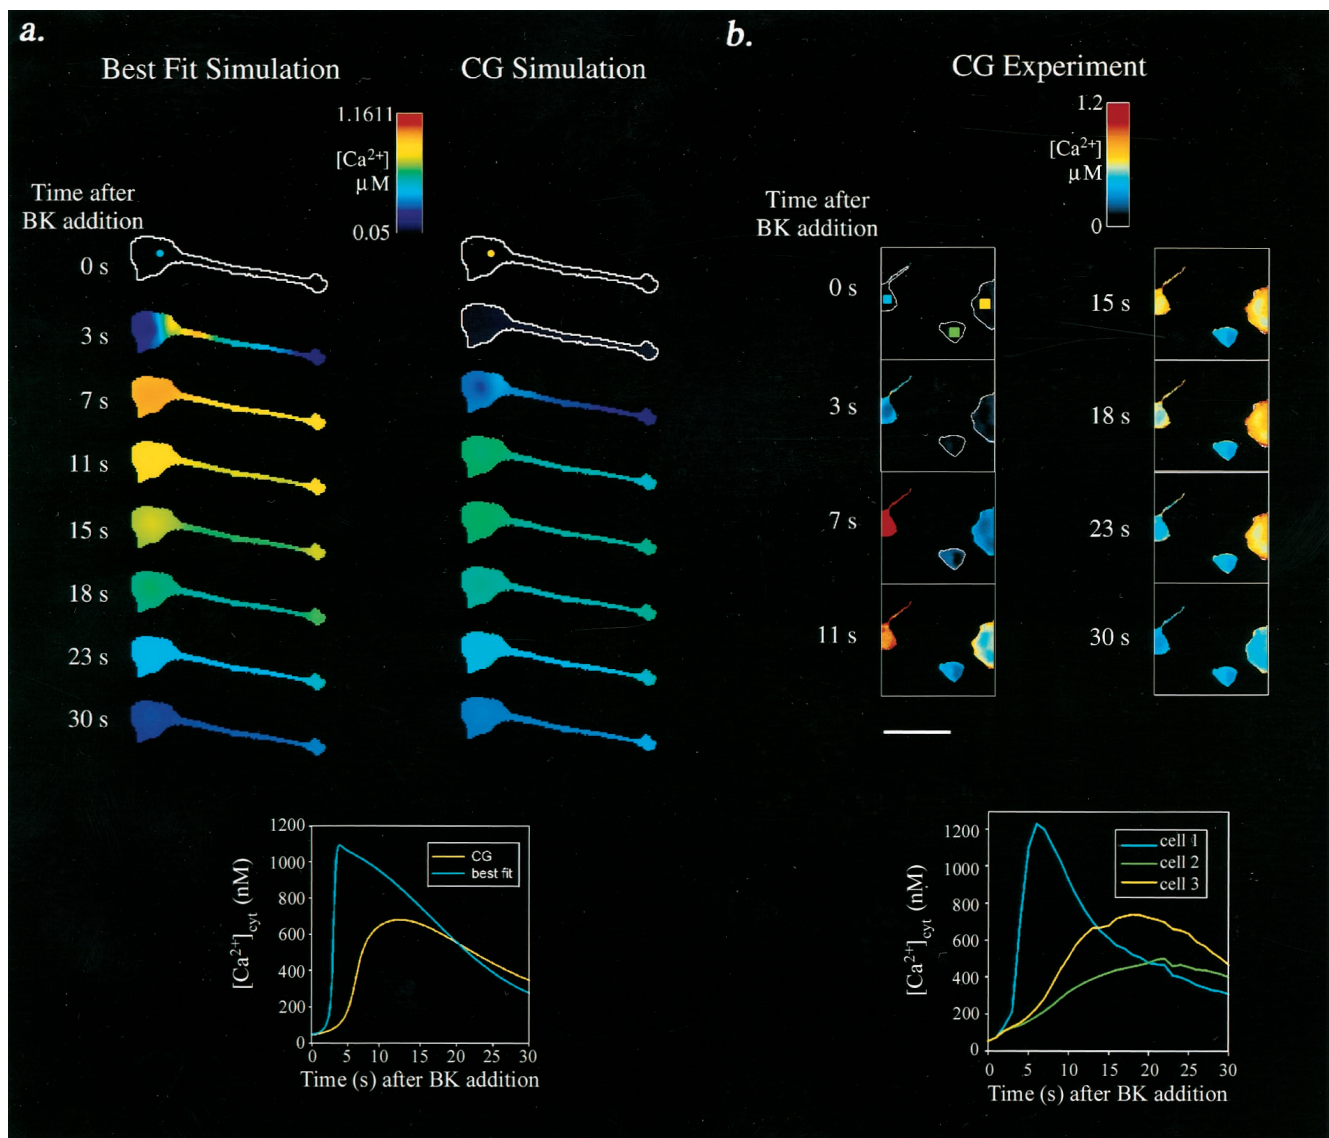 a.
Best Fit Simulation
CG Simulation
1.1611
[Ca²⁺]
μM
0.05
Time after
BK addition
0 s
3 s
7 s
11 s
15 s
18 s
23 s
30 s
1200
1000
800
600
400
200
0
[Ca²⁺]cyt (nM)
CG
best fit
0 5 10 15 20 25 30
Time (s) after BK addition
b.
CG Experiment
1.2
[Ca²⁺]
μM
0
Time after
BK addition
0 s
3 s
7 s
11 s
15 s
18 s
23 s
30 s
1200
1000
800
600
400
200
0
[Ca²⁺]cyt (nM)
cell 1
cell 2
cell 3
0 5 10 15 20 25 30
Time (s) after BK addition